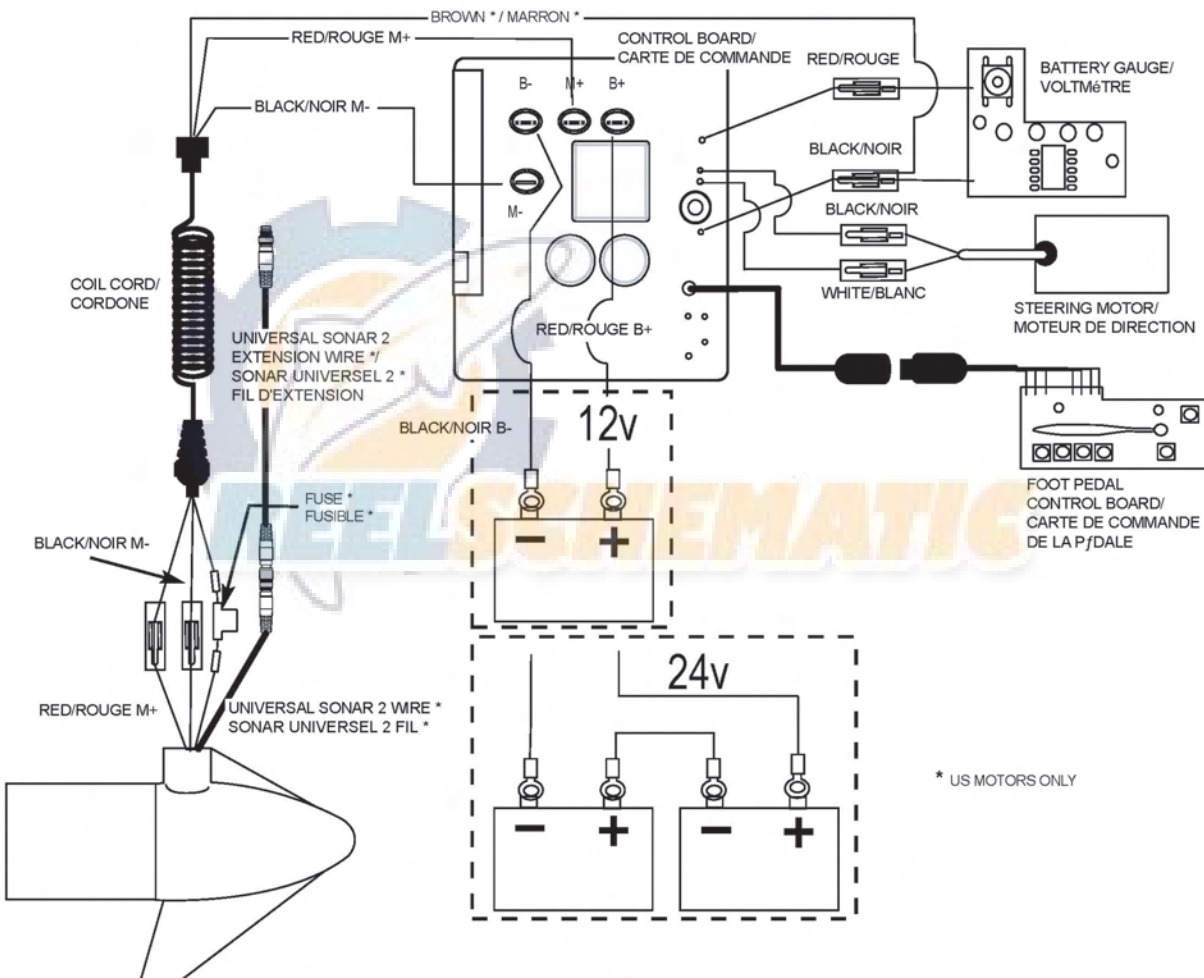 BROWN * / MARRON *
RED/ROUGE M+
BLACK/NOIR M-
CONTROL BOARD/
CARTE DE COMMANDE
B-
M+
B+
M-
RED/ROUGE
BATTERY GAUGE/
VOLTMéTRE
BLACK/NOIR
BLACK/NOIR
WHITE/BLANC
STEERING MOTOR/
MOTEUR DE DIRECTION
COIL CORD/
CORDONE
UNIVERSAL SONAR 2
EXTENSION WIRE */
SONAR UNIVERSEL 2 *
FIL D'EXTENSION
RED/ROUGE B+
BLACK/NOIR B-
12v
- +
FOOT PEDAL
CONTROL BOARD/
CARTE DE COMMANDE
DE LA PƒDALE
REELSCHEMATIC
FUSE *
FUSIBLE *
BLACK/NOIR M-
RED/ROUGE M+
UNIVERSAL SONAR 2 WIRE *
SONAR UNIVERSEL 2 FIL *
24v
- + - +
* US MOTORS ONLY